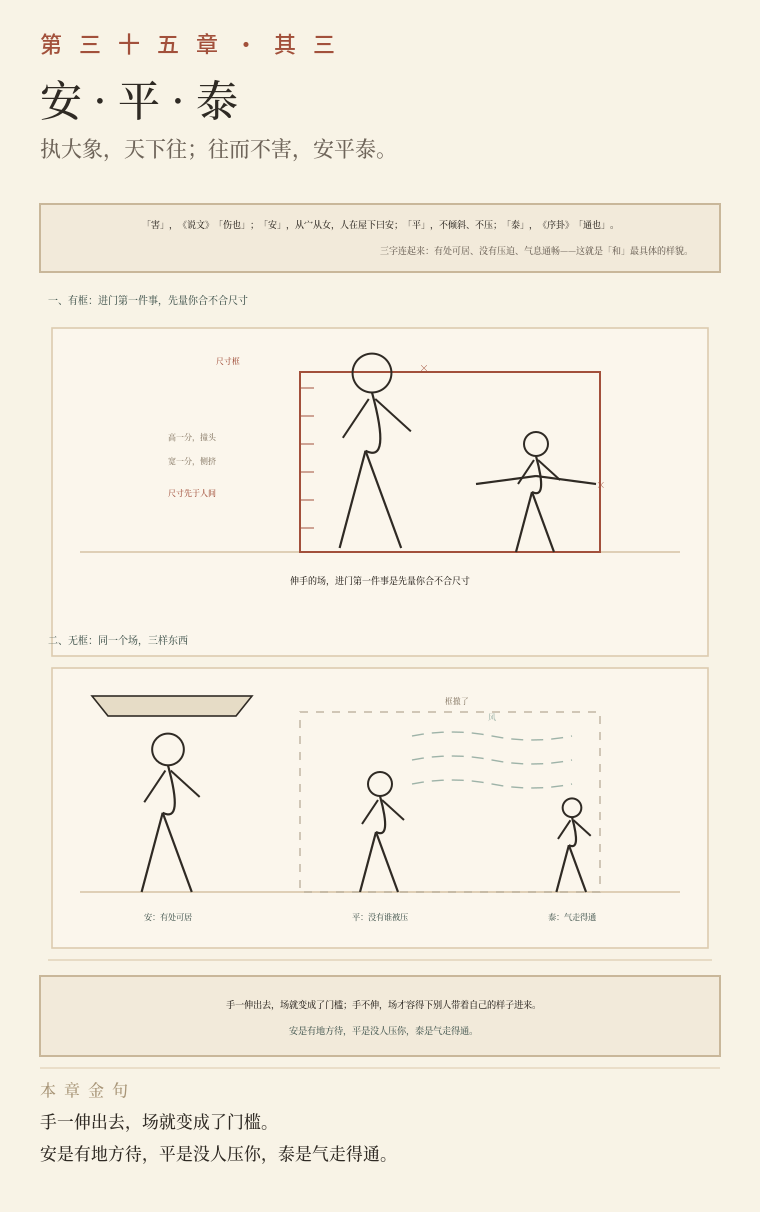 第三十五章·其三
安·平·泰
执大象，天下往；往而不害，安平泰。
「害」，《说文》「伤也」；「安」，从宀从女，人在屋下曰安；「平」，不倾斜、不压；「泰」，《序卦》「通也」。
三字连起来：有处可居、没有压迫、气息通畅——这就是「和」最具体的样貌。
一、有框：进门第一件事，先量你合不合尺寸
尺寸框
×
高一分，撞头
宽一分，侧挤
×
尺寸先于人间
伸手的场，进门第一件事是先量你合不合尺寸
二、无框：同一个场，三样东西
框撤了
风
安：有处可居
平：没有谁被压
泰：气走得通
手一伸出去，场就变成了门槛；手不伸，场才容得下别人带着自己的样子进来。
安是有地方待，平是没人压你，泰是气走得通。
本章金句
手一伸出去，场就变成了门槛。
安是有地方待，平是没人压你，泰是气走得通。